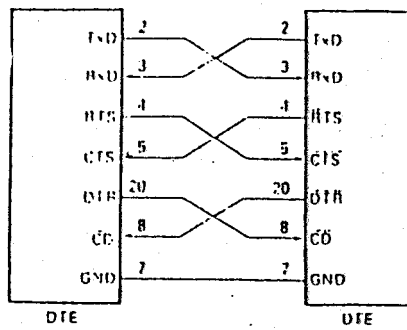 TxD 2 2 TxD
RxD 3 3 RxD
RTS 4 4 RTS
CTS 5 5 CTS
DTR 20 20 DTR
CD 8 8 CD
GND 7 7 GND
DTE DTE